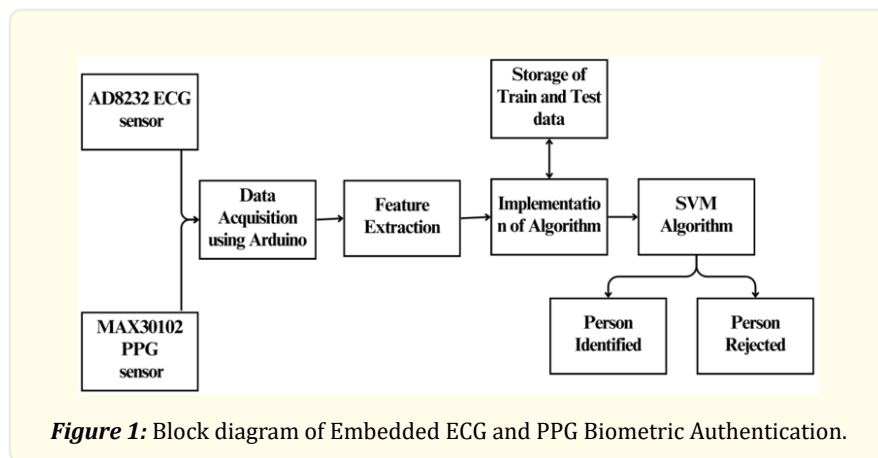 AD8232 ECG
sensor
Storage of
Train and Test
data
Data
Acquisition
using Arduino
Feature
Extraction
Implementatio
n of Algorithm
SVM
Algorithm
MAX30102
PPG
sensor
Person
Identified
Person
Rejected
Figure 1: Block diagram of Embedded ECG and PPG Biometric Authentication.